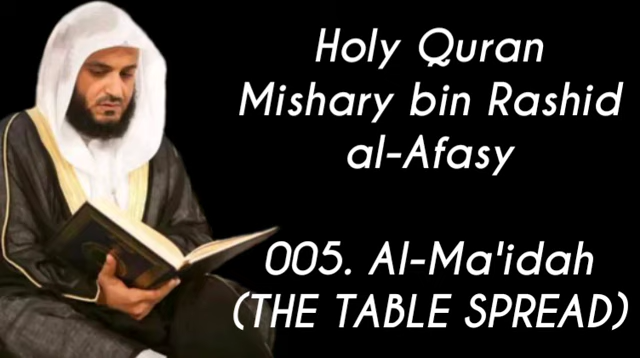 Holy Quran
Mishary bin Rashid
al-Afasy
005. Al-Ma'idah
(THE TABLE SPREAD)